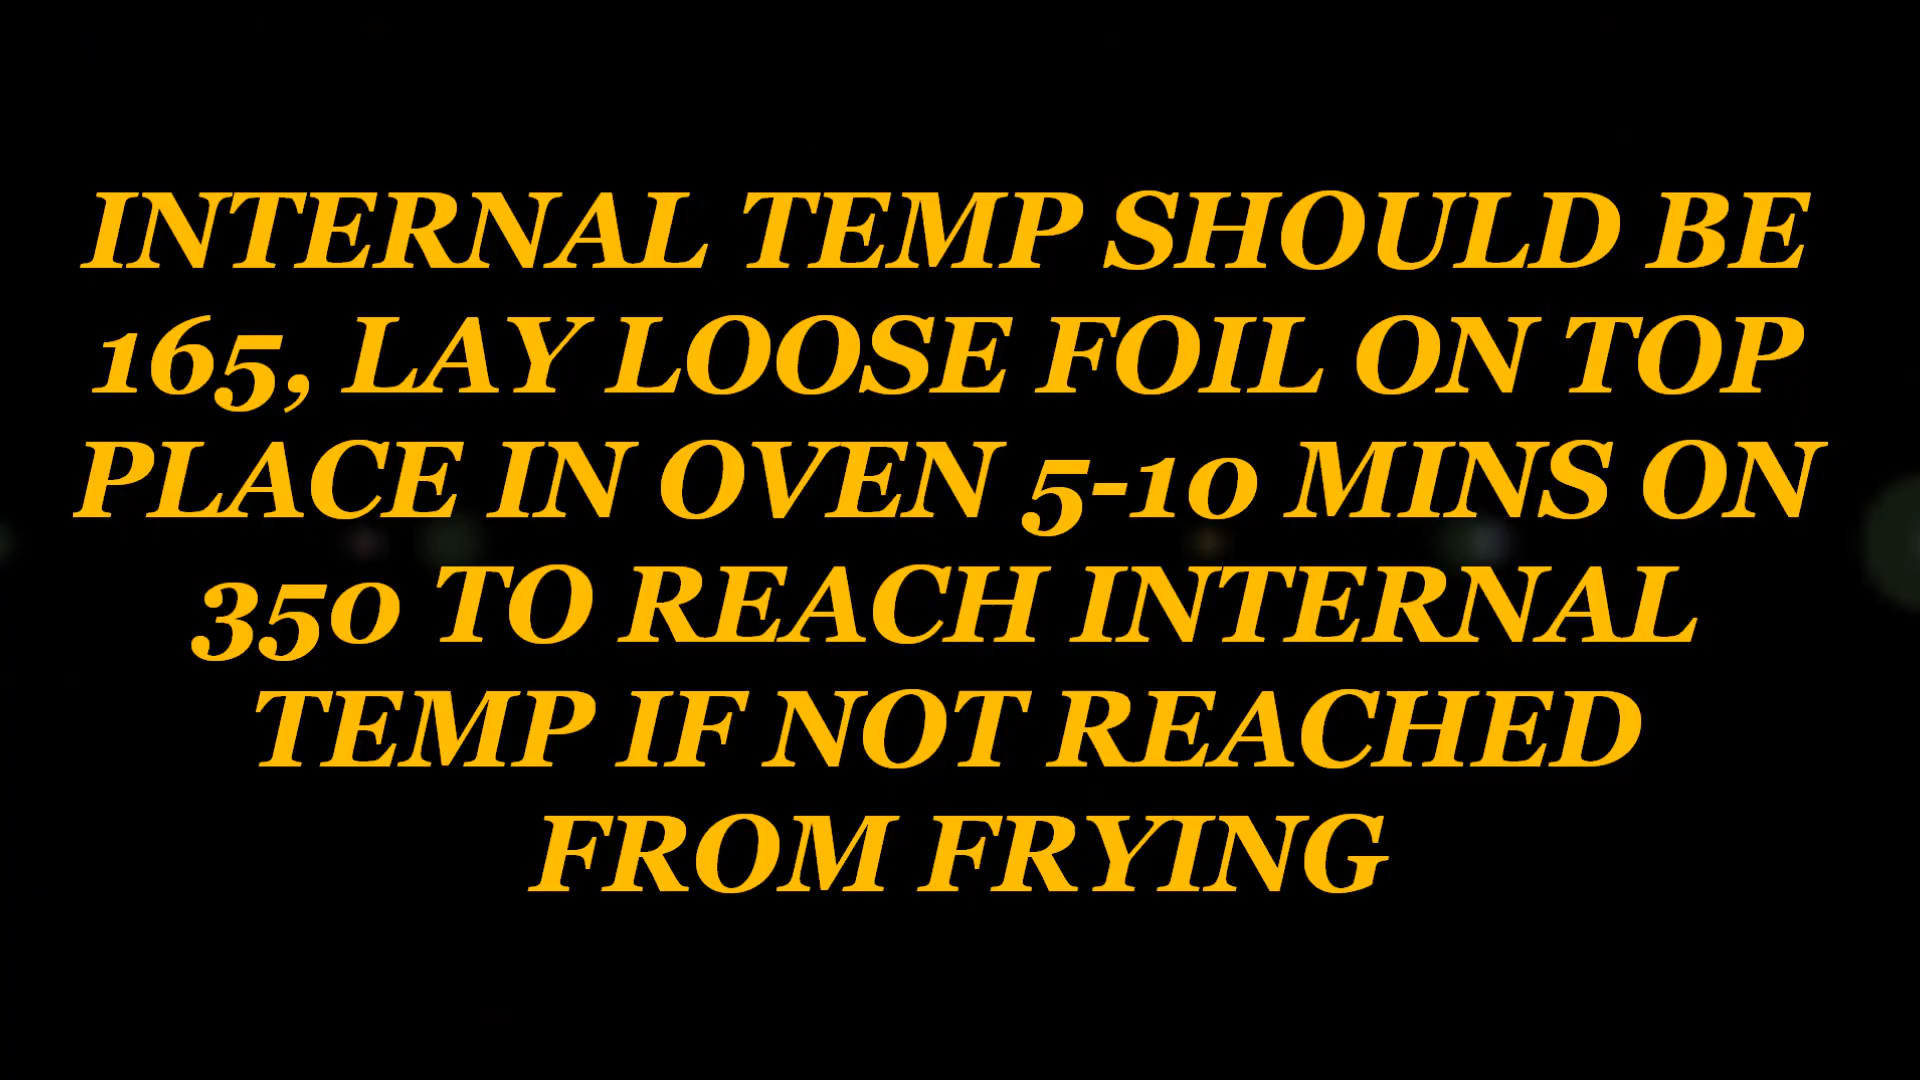 INTERNAL TEMP SHOULD BE
165, LAY LOOSE FOIL ON TOP
PLACE IN OVEN 5-10 MINS ON
350 TO REACH INTERNAL
TEMP IF NOT REACHED
FROM FRYING